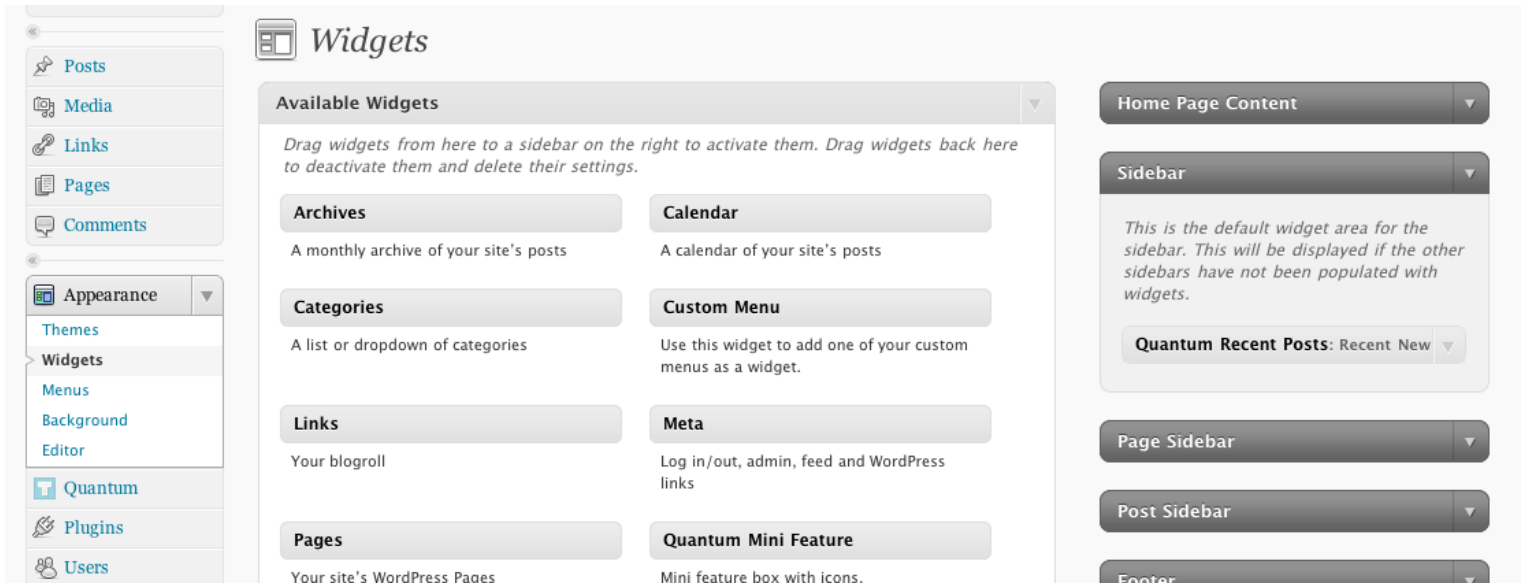 Posts
Media
Links
Pages
Comments
Appearance
Themes
Widgets
Menus
Background
Editor
Quantum
Plugins
Users
Widgets
Available Widgets
Drag widgets from here to a sidebar on the right to activate them. Drag widgets back here
to deactivate them and delete their settings.
Archives
A monthly archive of your site's posts
Calendar
A calendar of your site's posts
Categories
A list or dropdown of categories
Custom Menu
Use this widget to add one of your custom
menus as a widget.
Links
Your blogroll
Meta
Log in/out, admin, feed and WordPress
links
Pages
Your site's WordPress Pages
Quantum Mini Feature
Mini feature box with icons.
Home Page Content
Sidebar
This is the default widget area for the
sidebar. This will be displayed if the other
sidebars have not been populated with
widgets.
Quantum Recent Posts: Recent New
Page Sidebar
Post Sidebar
Footer